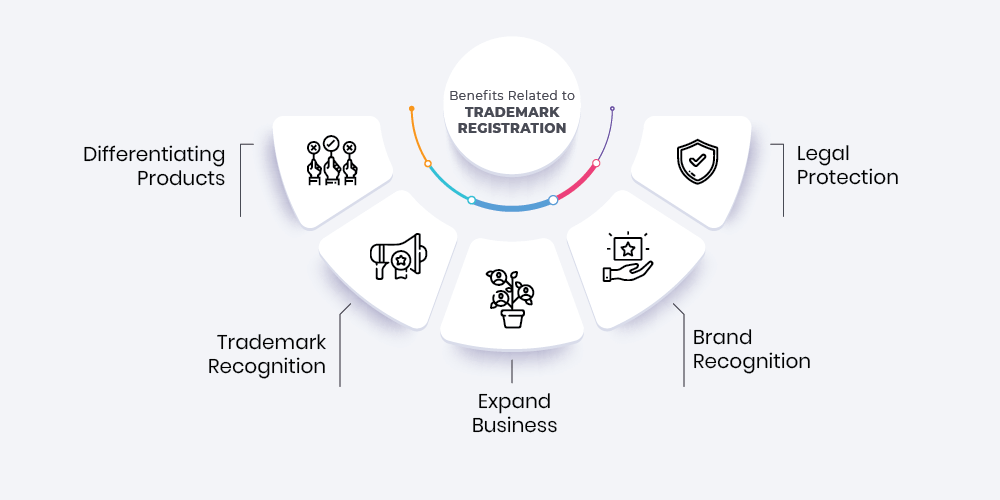 Benefits Related to
TRADEMARK
REGISTRATION
Differentiating
Products
Trademark
Recognition
Expand
Business
Brand
Recognition
Legal
Protection